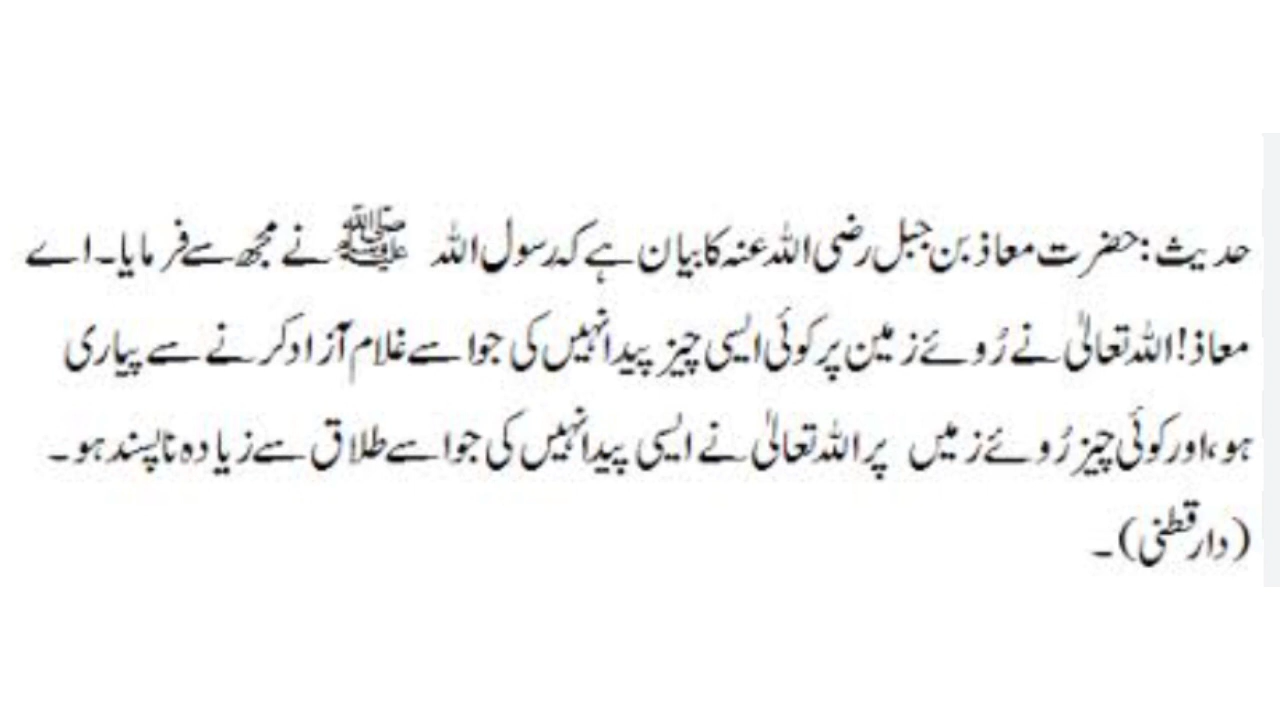 حدیث: حضرت معاذ بن جبل رضی اللہ عنہ کا بیان ہے کہ رسول اللہ ﷺ نے مجھ سے فرمایا۔ اے
معاذ! اللہ تعالیٰ نے رُوئے زمین پر کوئی ایسی چیز پیدا نہیں کی جو اسے غلام آزاد کرنے سے پیاری
ہو، اور کوئی چیز رُوئے زمیں پر اللہ تعالیٰ نے ایسی پیدا نہیں کی جو اسے طلاق سے زیادہ ناپسند ہو۔
(دار قطنی)۔